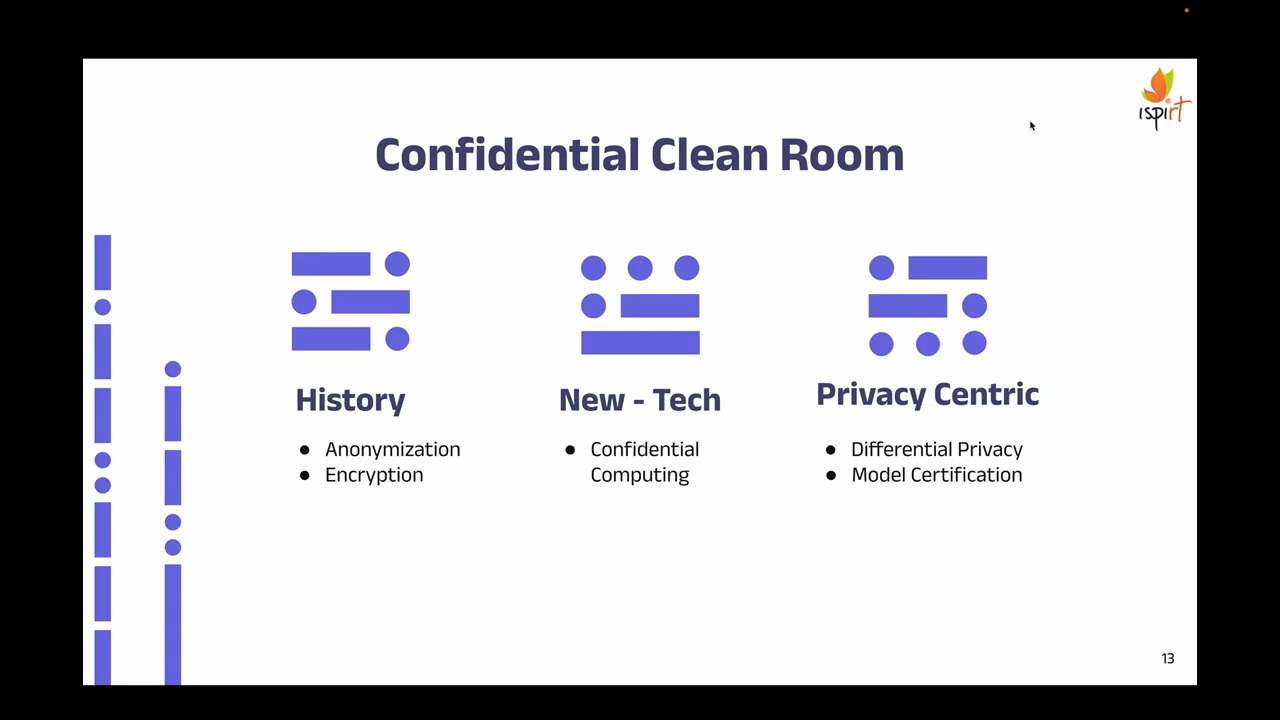 ispirt
Confidential Clean Room
History
● Anonymization
● Encryption
New - Tech
● Confidential
Computing
Privacy Centric
● Differential Privacy
● Model Certification
13